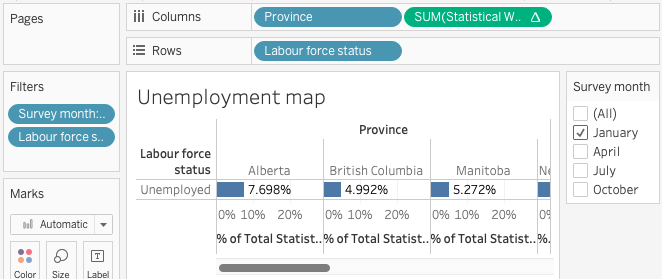 Pages
Columns
Province
SUM(Statistical W.. Δ
Rows
Labour force status
Filters
Survey month:..
Labour force s..
Marks
Automatic
Color
Size
Label
T
Unemployment map
Province
Labour force
status
Alberta
British Columbia
Manitoba
Ne
Unemployed
7.698%
4.992%
5.272%
0% 10% 20%
0% 10% 20%
0% 10% 20%
0%
% of Total Statist..
% of Total Statist..
% of Total Statist..
%.
Survey month
(All)
January
April
July
October